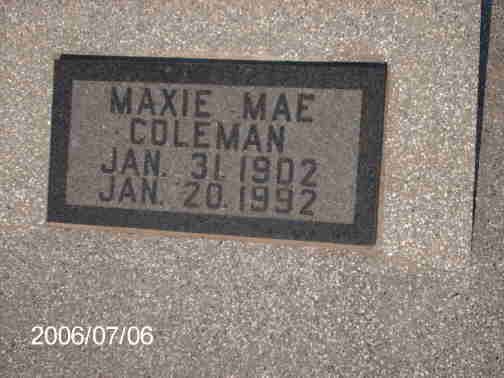 MAXIE MAE
COLEMAN
JAN. 31. 1902
JAN. 20. 1992
2006/07/06